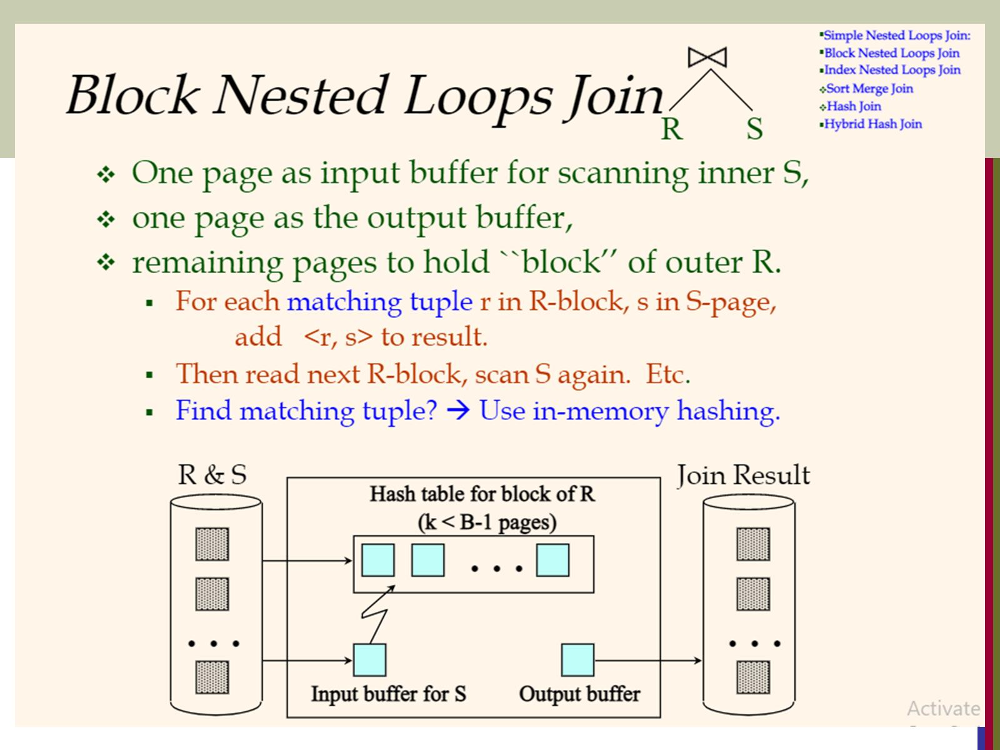 Simple Nested Loops Join:
Block Nested Loops Join
Index Nested Loops Join
Sort Merge Join
Hash Join
Hybrid Hash Join
Block Nested Loops Join
⋈
R S
❖ One page as input buffer for scanning inner S,
❖ one page as the output buffer,
❖ remaining pages to hold ``block’’ of outer R.
▪ For each matching tuple r in R-block, s in S-page,
add <r, s> to result.
▪ Then read next R-block, scan S again. Etc.
▪ Find matching tuple? → Use in-memory hashing.
R & S
Join Result
Hash table for block of R
(k < B-1 pages)
. . .
. . .
. . .
Input buffer for S
Output buffer
Activate